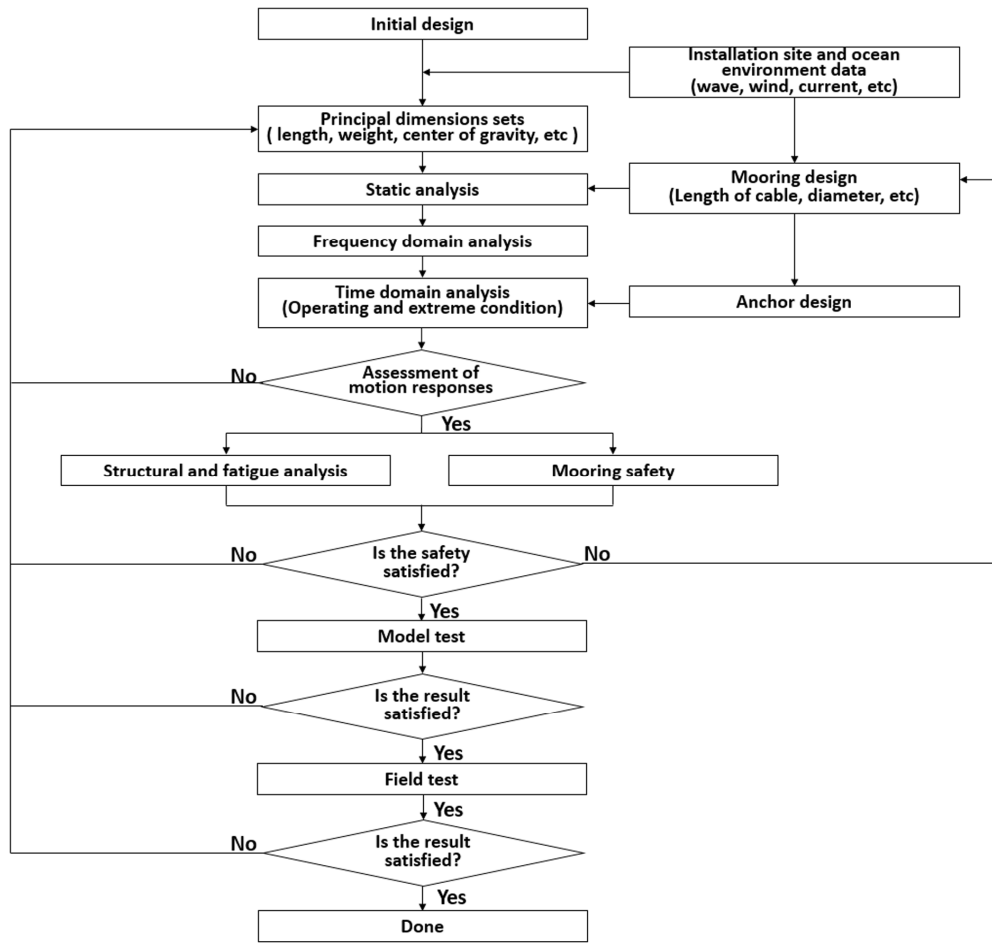 Initial design
Installation site and ocean
environment data
(wave, wind, current, etc)
Principal dimensions sets
( length, weight, center of gravity, etc )
Mooring design
(Length of cable, diameter, etc)
Static analysis
Frequency domain analysis
Time domain analysis
(Operating and extreme condition)
Anchor design
No
Assessment of
motion responses
Yes
Structural and fatigue analysis
Mooring safety
No
Is the safety
satisfied?
No
Yes
Model test
No
Is the result
satisfied?
Yes
Field test
Yes
No
Is the result
satisfied?
Yes
Done